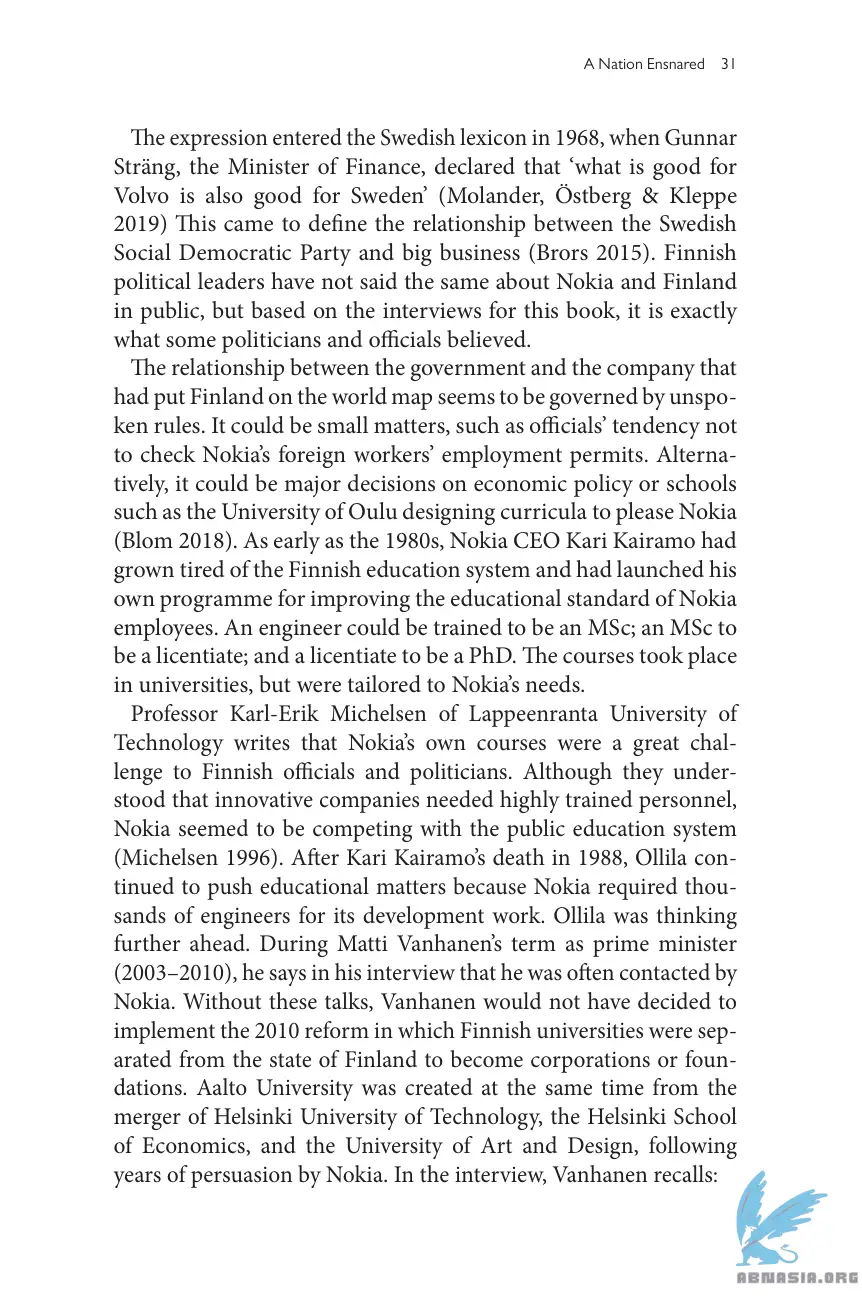 A Nation Ensnared 31
The expression entered the Swedish lexicon in 1968, when Gunnar
Sträng, the Minister of Finance, declared that ‘what is good for
Volvo is also good for Sweden’ (Molander, Östberg & Kleppe
2019) This came to define the relationship between the Swedish
Social Democratic Party and big business (Brors 2015). Finnish
political leaders have not said the same about Nokia and Finland
in public, but based on the interviews for this book, it is exactly
what some politicians and officials believed.
The relationship between the government and the company that
had put Finland on the world map seems to be governed by unspo-
ken rules. It could be small matters, such as officials’ tendency not
to check Nokia’s foreign workers’ employment permits. Alterna-
tively, it could be major decisions on economic policy or schools
such as the University of Oulu designing curricula to please Nokia
(Blom 2018). As early as the 1980s, Nokia CEO Kari Kairamo had
grown tired of the Finnish education system and had launched his
own programme for improving the educational standard of Nokia
employees. An engineer could be trained to be an MSc; an MSc to
be a licentiate; and a licentiate to be a PhD. The courses took place
in universities, but were tailored to Nokia’s needs.
Professor Karl-Erik Michelsen of Lappeenranta University of
Technology writes that Nokia’s own courses were a great chal-
lenge to Finnish officials and politicians. Although they under-
stood that innovative companies needed highly trained personnel,
Nokia seemed to be competing with the public education system
(Michelsen 1996). After Kari Kairamo’s death in 1988, Ollila con-
tinued to push educational matters because Nokia required thou-
sands of engineers for its development work. Ollila was thinking
further ahead. During Matti Vanhanen’s term as prime minister
(2003–2010), he says in his interview that he was often contacted by
Nokia. Without these talks, Vanhanen would not have decided to
implement the 2010 reform in which Finnish universities were sep-
arated from the state of Finland to become corporations or foun-
dations. Aalto University was created at the same time from the
merger of Helsinki University of Technology, the Helsinki School
of Economics, and the University of Art and Design, following
years of persuasion by Nokia. In the interview, Vanhanen recalls:
ABNASIA.ORG